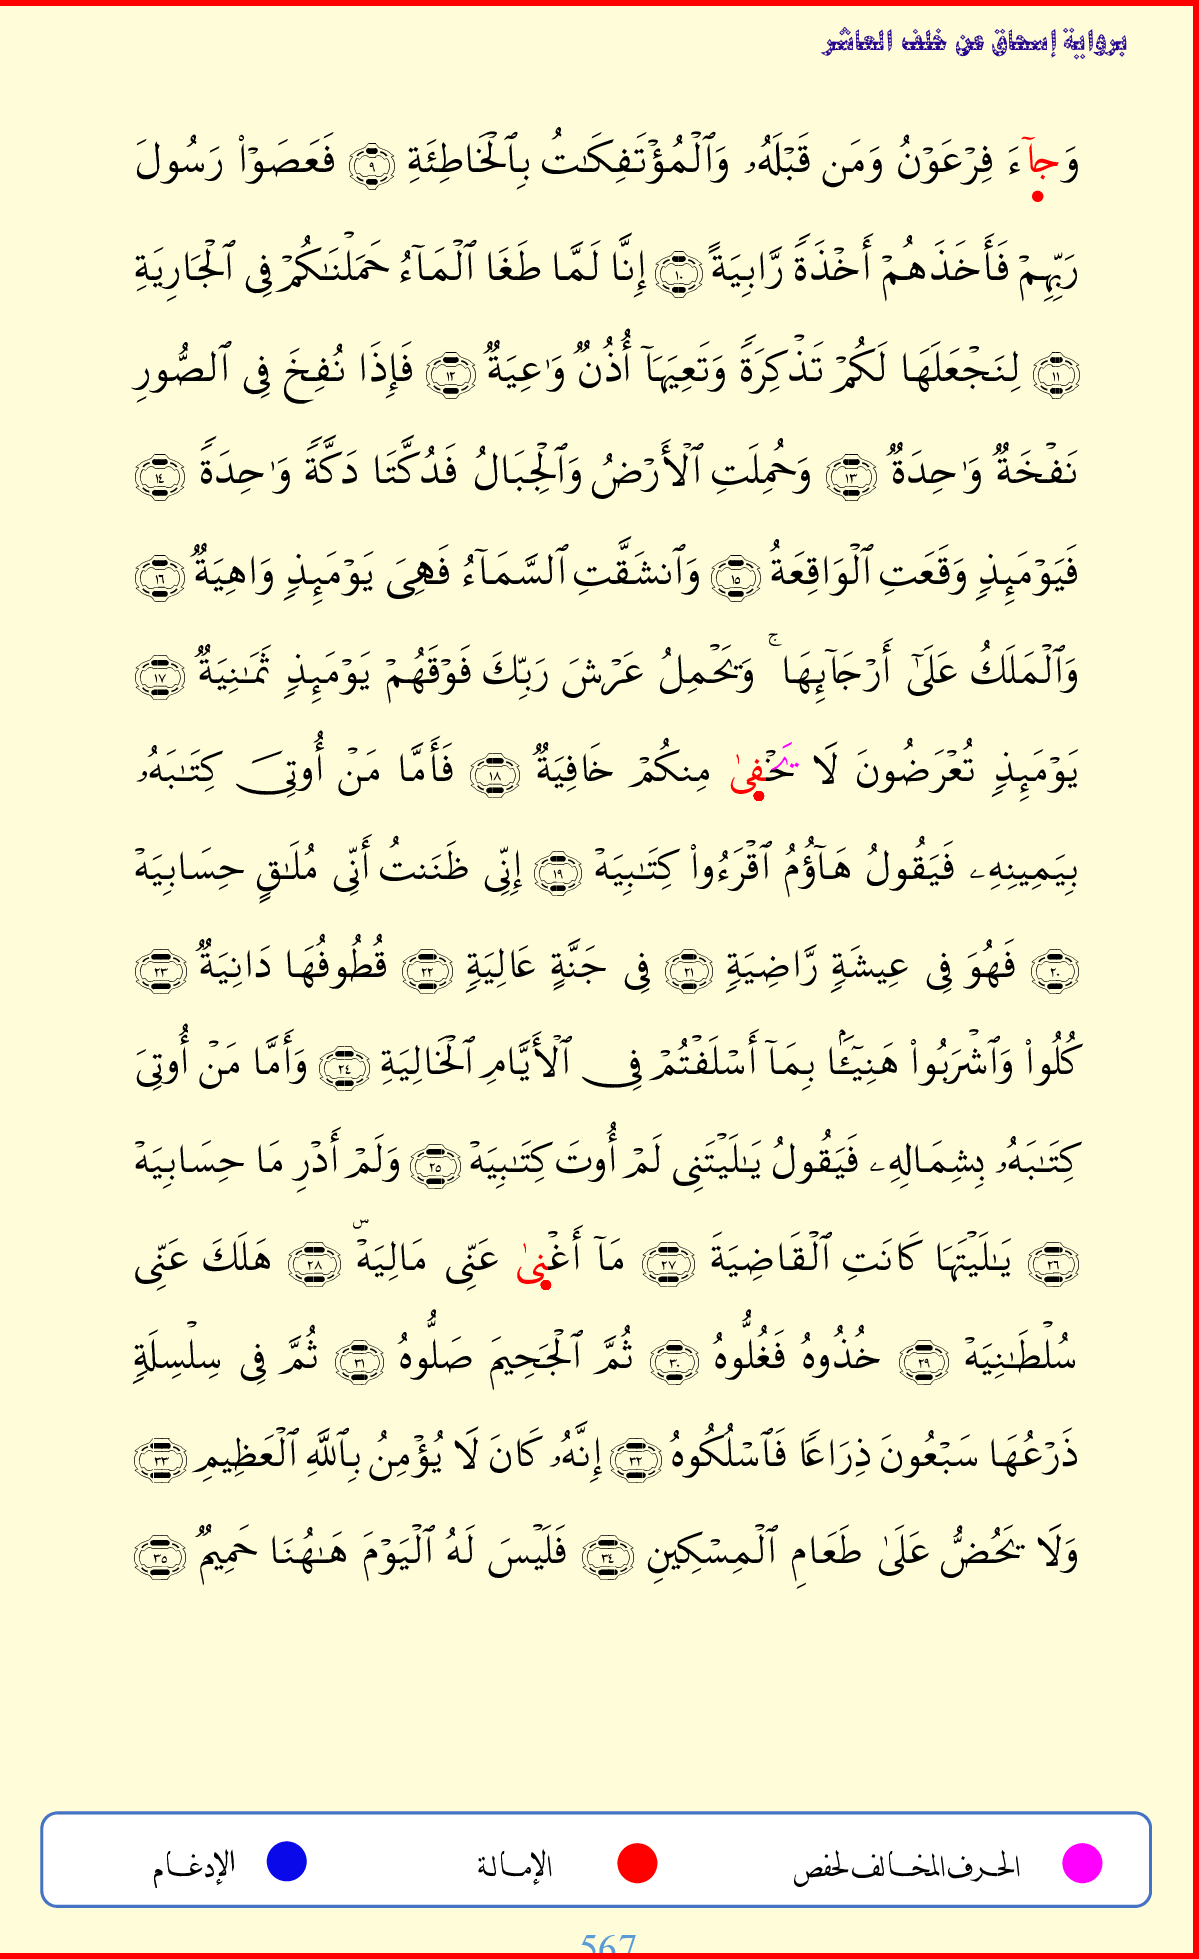 برواية إسحاق عن خلف العاشر
وَجَآءَ فِرْعَوْنُ وَمَن قَبْلَهُۥ وَٱلْمُؤْتَفِكَٰتُ بِٱلْخَاطِئَةِ ٩ فَعَصَوْا۟ رَسُولَ
رَبِّهِمْ فَأَخَذَهُمْ أَخْذَةً رَّابِيَةً ١٠ إِنَّا لَمَّا طَغَا ٱلْمَآءُ حَمَلْنَٰكُمْ فِى ٱلْجَارِيَةِ
١١ لِنَجْعَلَهَا لَكُمْ تَذْكِرَةً وَتَعِيَهَآ أُذُنٌ وَٰعِيَةٌ ١٢ فَإِذَا نُفِخَ فِى ٱلصُّورِ
نَفْخَةٌ وَٰحِدَةٌ ١٣ وَحُمِلَتِ ٱلْأَرْضُ وَٱلْجِبَالُ فَدُكَّتَا دَكَّةً وَٰحِدَةً ١٤
فَيَوْمَئِذٍ وَقَعَتِ ٱلْوَاقِعَةُ ١٥ وَٱنشَقَّتِ ٱلسَّمَآءُ فَهِىَ يَوْمَئِذٍ وَاهِيَةٌ ١٦
وَٱلْمَلَكُ عَلَىٰٓ أَرْجَآئِهَا ۚ وَيَحْمِلُ عَرْشَ رَبِّكَ فَوْقَهُمْ يَوْمَئِذٍ ثَمَٰنِيَةٌ ١٧
يَوْمَئِذٍ تُعْرَضُونَ لَا يَخْفِىٰ مِنكُمْ خَافِيَةٌ ١٨ فَأَمَّا مَنْ أُوتِىَ كِتَٰبَهُۥ
بِيَمِينِهِۦ فَيَقُولُ هَآؤُمُ ٱقْرَءُوا۟ كِتَٰبِيَهْ ١٩ إِنِّى ظَنَنتُ أَنِّى مُلَٰقٍ حِسَابِيَهْ
٢٠ فَهُوَ فِى عِيشَةٍ رَّاضِيَةٍ ٢١ فِى جَنَّةٍ عَالِيَةٍ ٢٢ قُطُوفُهَا دَانِيَةٌ ٢٣
كُلُوا۟ وَٱشْرَبُوا۟ هَنِيٓـًٔۢا بِمَآ أَسْلَفْتُمْ فِى ٱلْأَيَّامِ ٱلْخَالِيَةِ ٢٤ وَأَمَّا مَنْ أُوتِىَ
كِتَٰبَهُۥ بِشِمَالِهِۦ فَيَقُولُ يَٰلَيْتَنِى لَمْ أُوتَ كِتَٰبِيَهْ ٢٥ وَلَمْ أَدْرِ مَا حِسَابِيَهْ
٢٦ يَٰلَيْتَهَا كَانَتِ ٱلْقَاضِيَةَ ٢٧ مَآ أَغْنِىٰ عَنِّى مَالِيَهْ ۜ ٢٨ هَلَكَ عَنِّى
سُلْطَٰنِيَهْ ٢٩ خُذُوهُ فَغُلُّوهُ ٣٠ ثُمَّ ٱلْجَحِيمَ صَلُّوهُ ٣١ ثُمَّ فِى سِلْسِلَةٍ
ذَرْعُهَا سَبْعُونَ ذِرَاعًا فَٱسْلُكُوهُ ٣٢ إِنَّهُۥ كَانَ لَا يُؤْمِنُ بِٱللَّهِ ٱلْعَظِيمِ ٣٣
وَلَا يَحُضُّ عَلَىٰ طَعَامِ ٱلْمِسْكِينِ ٣٤ فَلَيْسَ لَهُ ٱلْيَوْمَ هَٰهُنَا حَمِيمٌ ٣٥
الحرف المخالف لحفص الإمالة الإدغام
567